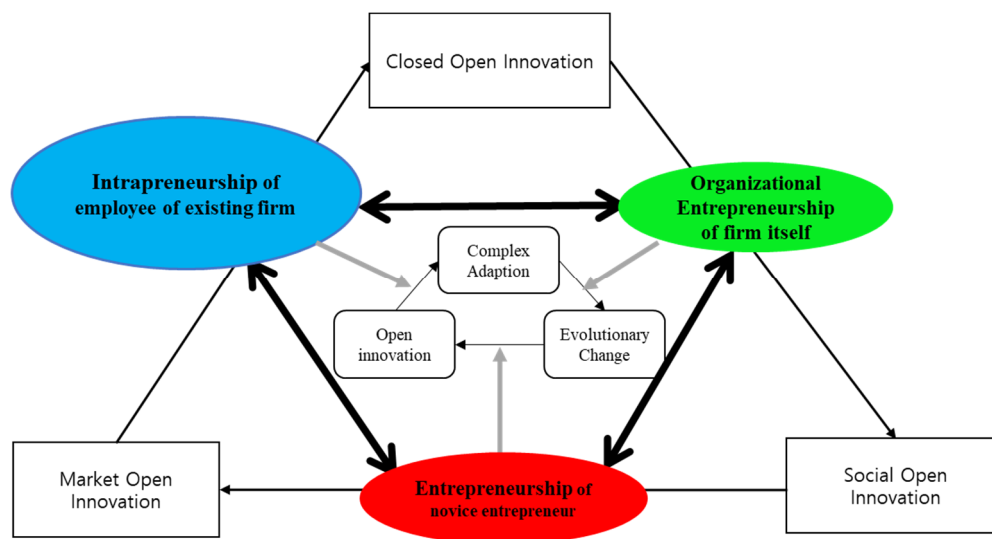 Closed Open Innovation
Intrapreneurship of
employee of existing firm
Organizational
Entrepreneurship
of firm itself
Complex
Adaption
Open
innovation
Evolutionary
Change
Market Open
Innovation
Entrepreneurship of
novice entrepreneur
Social Open
Innovation